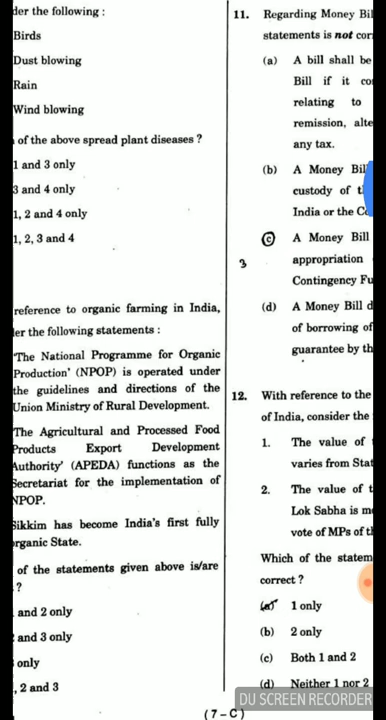 der the following :
Birds
Dust blowing
Rain
Wind blowing
of the above spread plant diseases ?
1 and 3 only
3 and 4 only
1, 2 and 4 only
1, 2, 3 and 4
reference to organic farming in India,
er the following statements :
'The National Programme for Organic
Production' (NPOP) is operated under
the guidelines and directions of the
Union Ministry of Rural Development.
The Agricultural and Processed Food
Products Export Development
Authority' (APEDA) functions as the
Secretariat for the implementation of
NPOP.
Sikkim has become India's first fully
organic State.
of the statements given above is/are
?
and 2 only
and 3 only
only
, 2 and 3
11. Regarding Money Bil
statements is not cor
(a) A bill shall be
Bill if it co
relating to
remission, alte
any tax.
(b) A Money Bil
custody of t
India or the C
(c) A Money Bill
3
appropriation
Contingency Fu
(d) A Money Bill d
of borrowing of
guarantee by th
12. With reference to the
of India, consider the
1. The value of
varies from Stat
2. The value of t
Lok Sabha is m
vote of MPs of th
Which of the statem
correct ?
(a) 1 only
(b) 2 only
(c) Both 1 and 2
(d) Neither 1 nor 2
DU SCREEN RECORDER
( 7 – C )